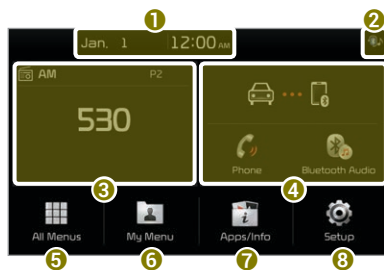 1 2
Jan. 1 12:00 AM
AM P2
530
Phone Bluetooth Audio
3 4
All Menus My Menu Apps/Info Setup
5 6 7 8